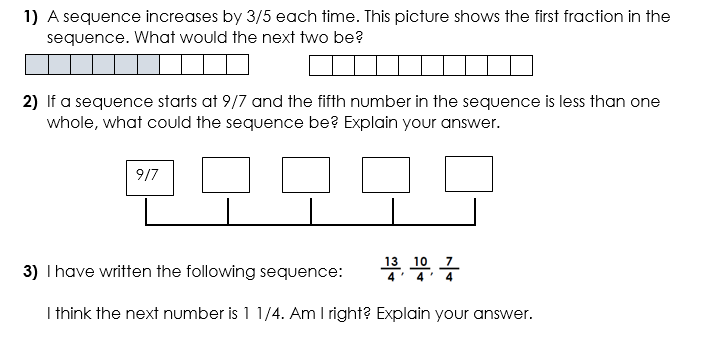 1) A sequence increases by 3/5 each time. This picture shows the first fraction in the
sequence. What would the next two be?
2) If a sequence starts at 9/7 and the fifth number in the sequence is less than one
whole, what could the sequence be? Explain your answer.
9/7
3) I have written the following sequence: 13/4, 10/4, 7/4
I think the next number is 1 1/4. Am I right? Explain your answer.